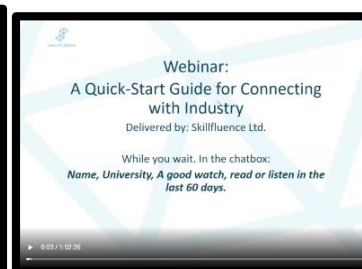 SKILLFLUENCE
Webinar:
A Quick-Start Guide for Connecting
with Industry
Delivered by: Skillfluence Ltd.
While you wait. In the chatbox:
Name, University, A good watch, read or listen in the
last 60 days.
0:03 / 1:02:26